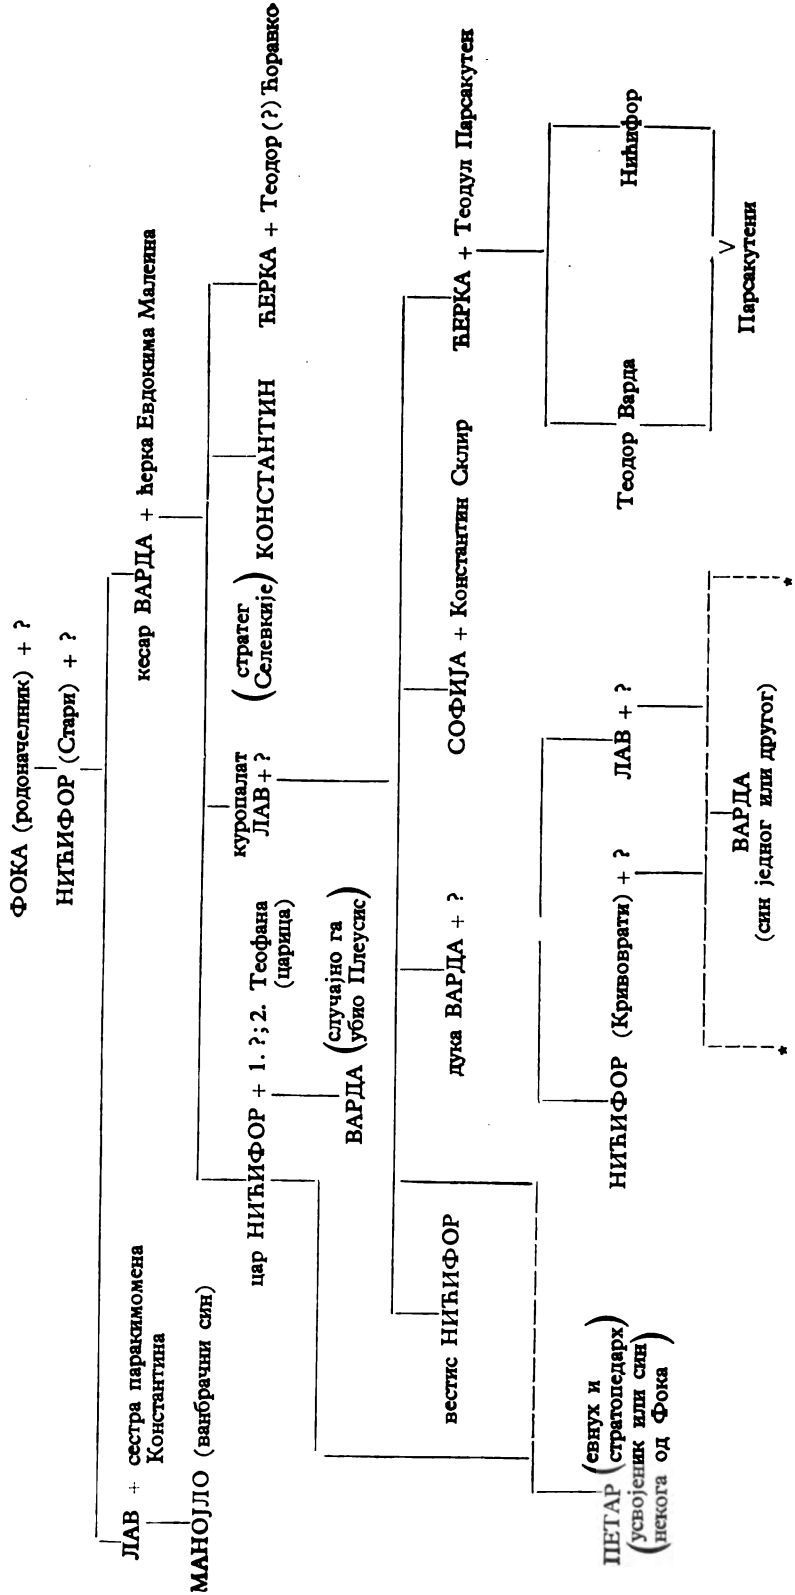 ФОКА (родоначелник) + ?
НИЋИФОР (Стари) + ?
ЛАВ + сестра паракимомена
Константина
кесар ВАРДА + ћерка Евдокима Малеина
МАНОЈЛО (ванбрачни син)
цар НИЋИФОР + 1. ?; 2. Теофана
(царица)
куропалат
ЛАВ + ?
(стратег
Селевкије) КОНСТАНТИН
ЋЕРКА + Теодор (?) Ћоравко
ВАРДА (случајно га
убио Плеусис)
вестис НИЋИФОР
дука ВАРДА + ?
СОФИЈА + Константин Склир
ЋЕРКА + Теодул Парсакутен
ПЕТАР (евнух и
стратопедарх)
(усвојеник или син)
(некога од Фока)
НИЋИФОР (Кривоврати) + ?
ЛАВ + ?
Теодор Варда
Нићифор
ВАРДА
(син једног или другог)
Парсакутени
* *